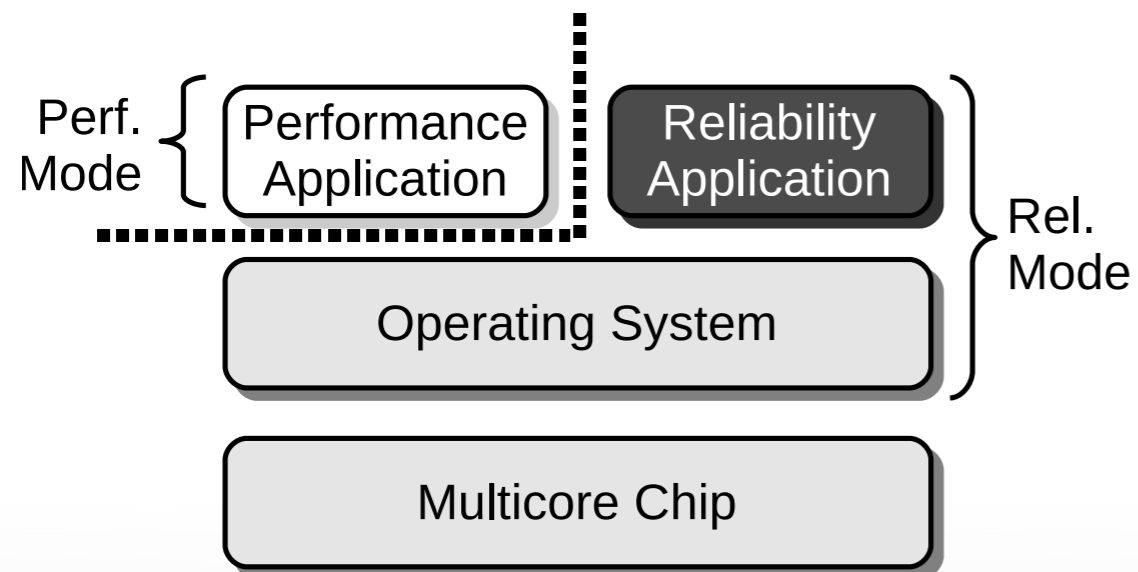 Perf.
Mode
Performance
Application
Reliability
Application
Rel.
Mode
Operating System
Multicore Chip